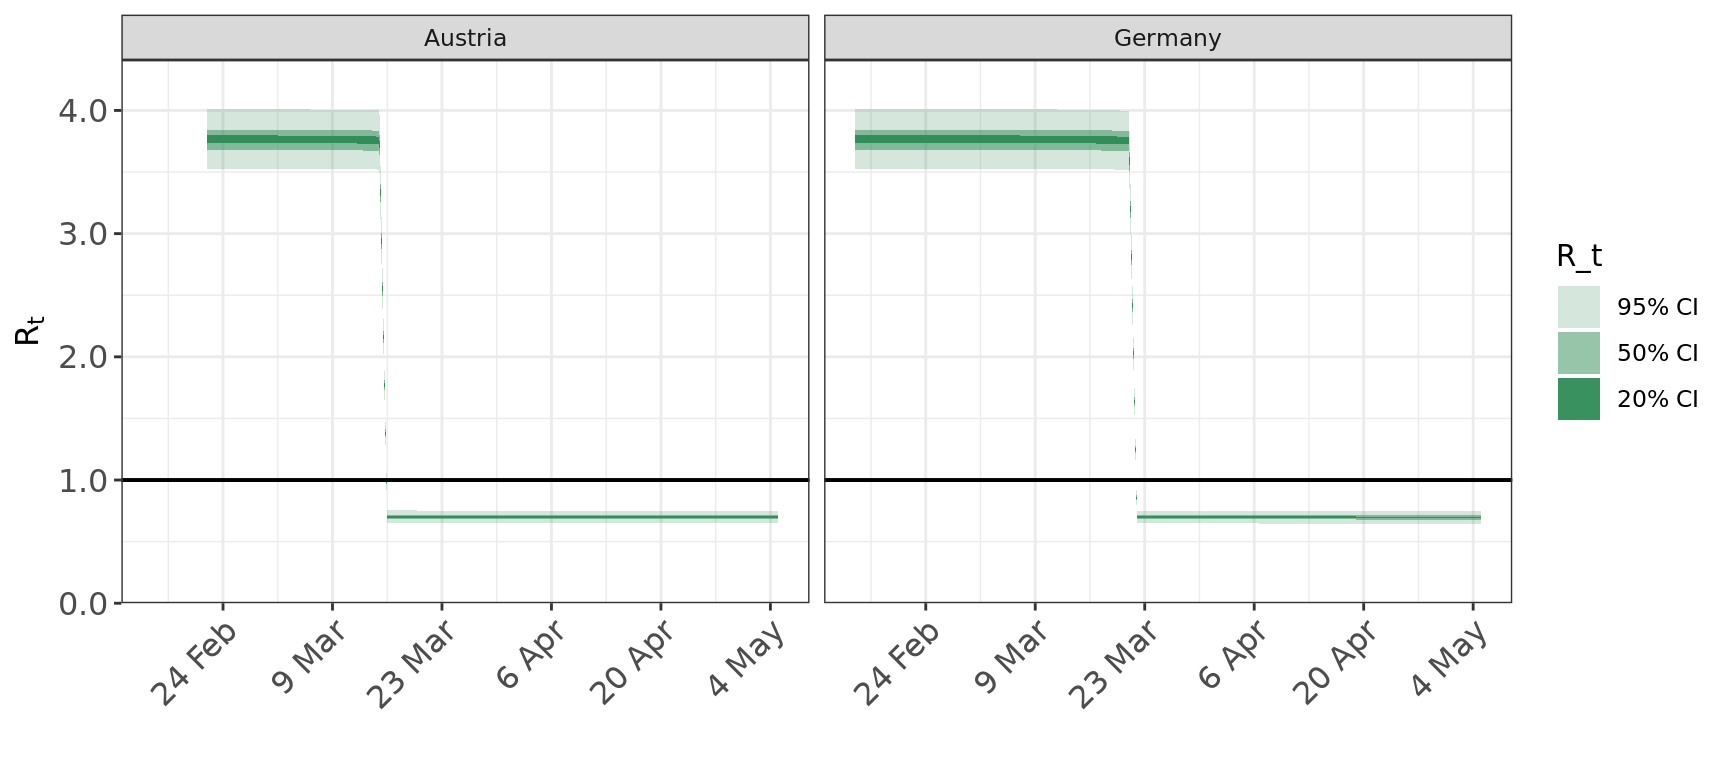 Austria
Germany
4.0
3.0
2.0
1.0
0.0
Rt
24 Feb
9 Mar
23 Mar
6 Apr
20 Apr
4 May
24 Feb
9 Mar
23 Mar
6 Apr
20 Apr
4 May
R_t
95% CI
50% CI
20% CI